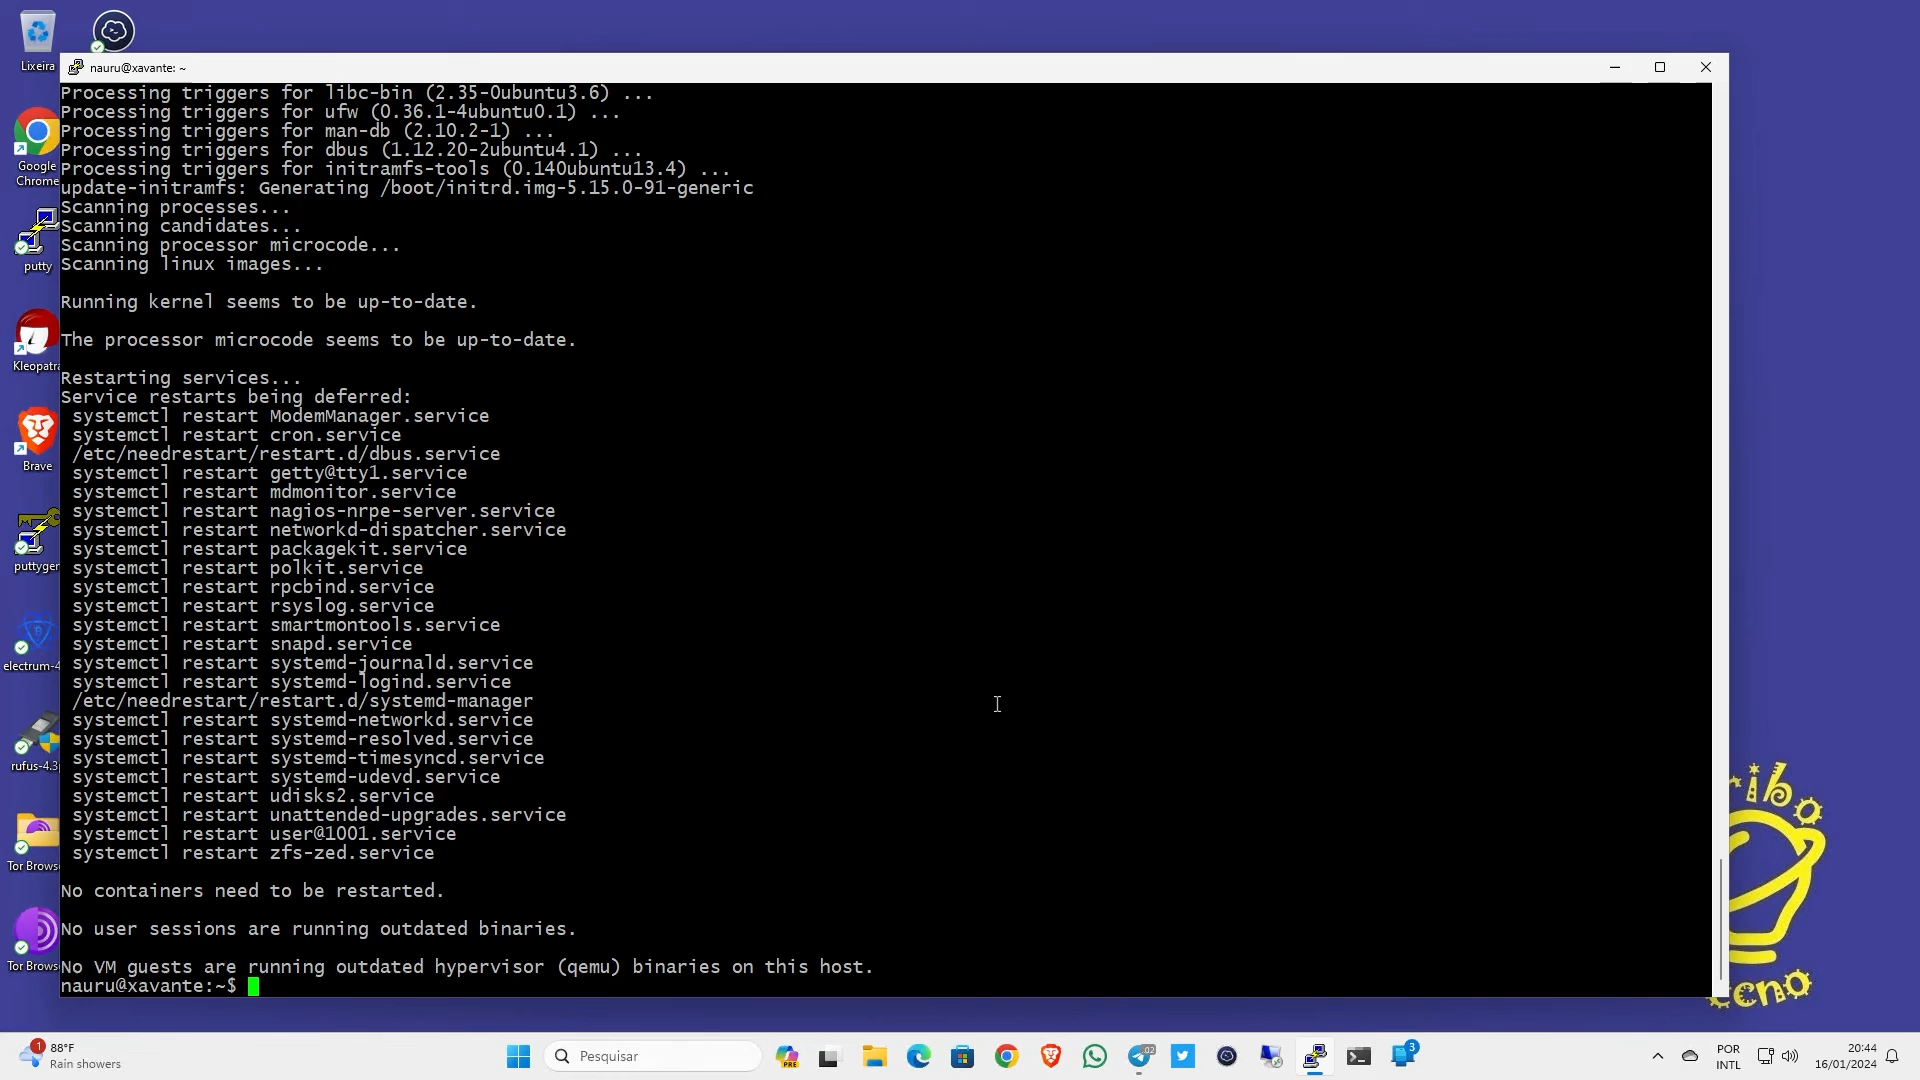 Lixeira
nauru@xavante: ~
Processing triggers for libc-bin (2.35-0ubuntu3.6) ...
Processing triggers for ufw (0.36.1-4ubuntu0.1) ...
Processing triggers for man-db (2.10.2-1) ...
Processing triggers for dbus (1.12.20-2ubuntu4.1) ...
Processing triggers for initramfs-tools (0.140ubuntu13.4) ...
update-initramfs: Generating /boot/initrd.img-5.15.0-91-generic
Scanning processes...
Scanning candidates...
Scanning processor microcode...
Scanning linux images...
Running kernel seems to be up-to-date.
The processor microcode seems to be up-to-date.
Restarting services...
Service restarts being deferred:
systemctl restart ModemManager.service
systemctl restart cron.service
/etc/needrestart/restart.d/dbus.service
systemctl restart getty@tty1.service
systemctl restart mdmonitor.service
systemctl restart nagios-nrpe-server.service
systemctl restart networkd-dispatcher.service
systemctl restart packagekit.service
systemctl restart polkit.service
systemctl restart rpcbind.service
systemctl restart rsyslog.service
systemctl restart smartmontools.service
systemctl restart snapd.service
systemctl restart systemd-journald.service
systemctl restart systemd-logind.service
/etc/needrestart/restart.d/systemd-manager
systemctl restart systemd-networkd.service
systemctl restart systemd-resolved.service
systemctl restart systemd-timesyncd.service
systemctl restart systemd-udevd.service
systemctl restart udisks2.service
systemctl restart unattended-upgrades.service
systemctl restart user@1001.service
systemctl restart zfs-zed.service
No containers need to be restarted.
No user sessions are running outdated binaries.
No VM guests are running outdated hypervisor (qemu) binaries on this host.
nauru@xavante:~$
Google
Chrome
putty
Kleopatra
Brave
puttygen
electrum-4
rufus-4.3
Tor Brows
Tor Brows
ribo
ecno
1
88°F
Rain showers
Pesquisar
PRE
02
3
POR
INTL
20:44
16/01/2024